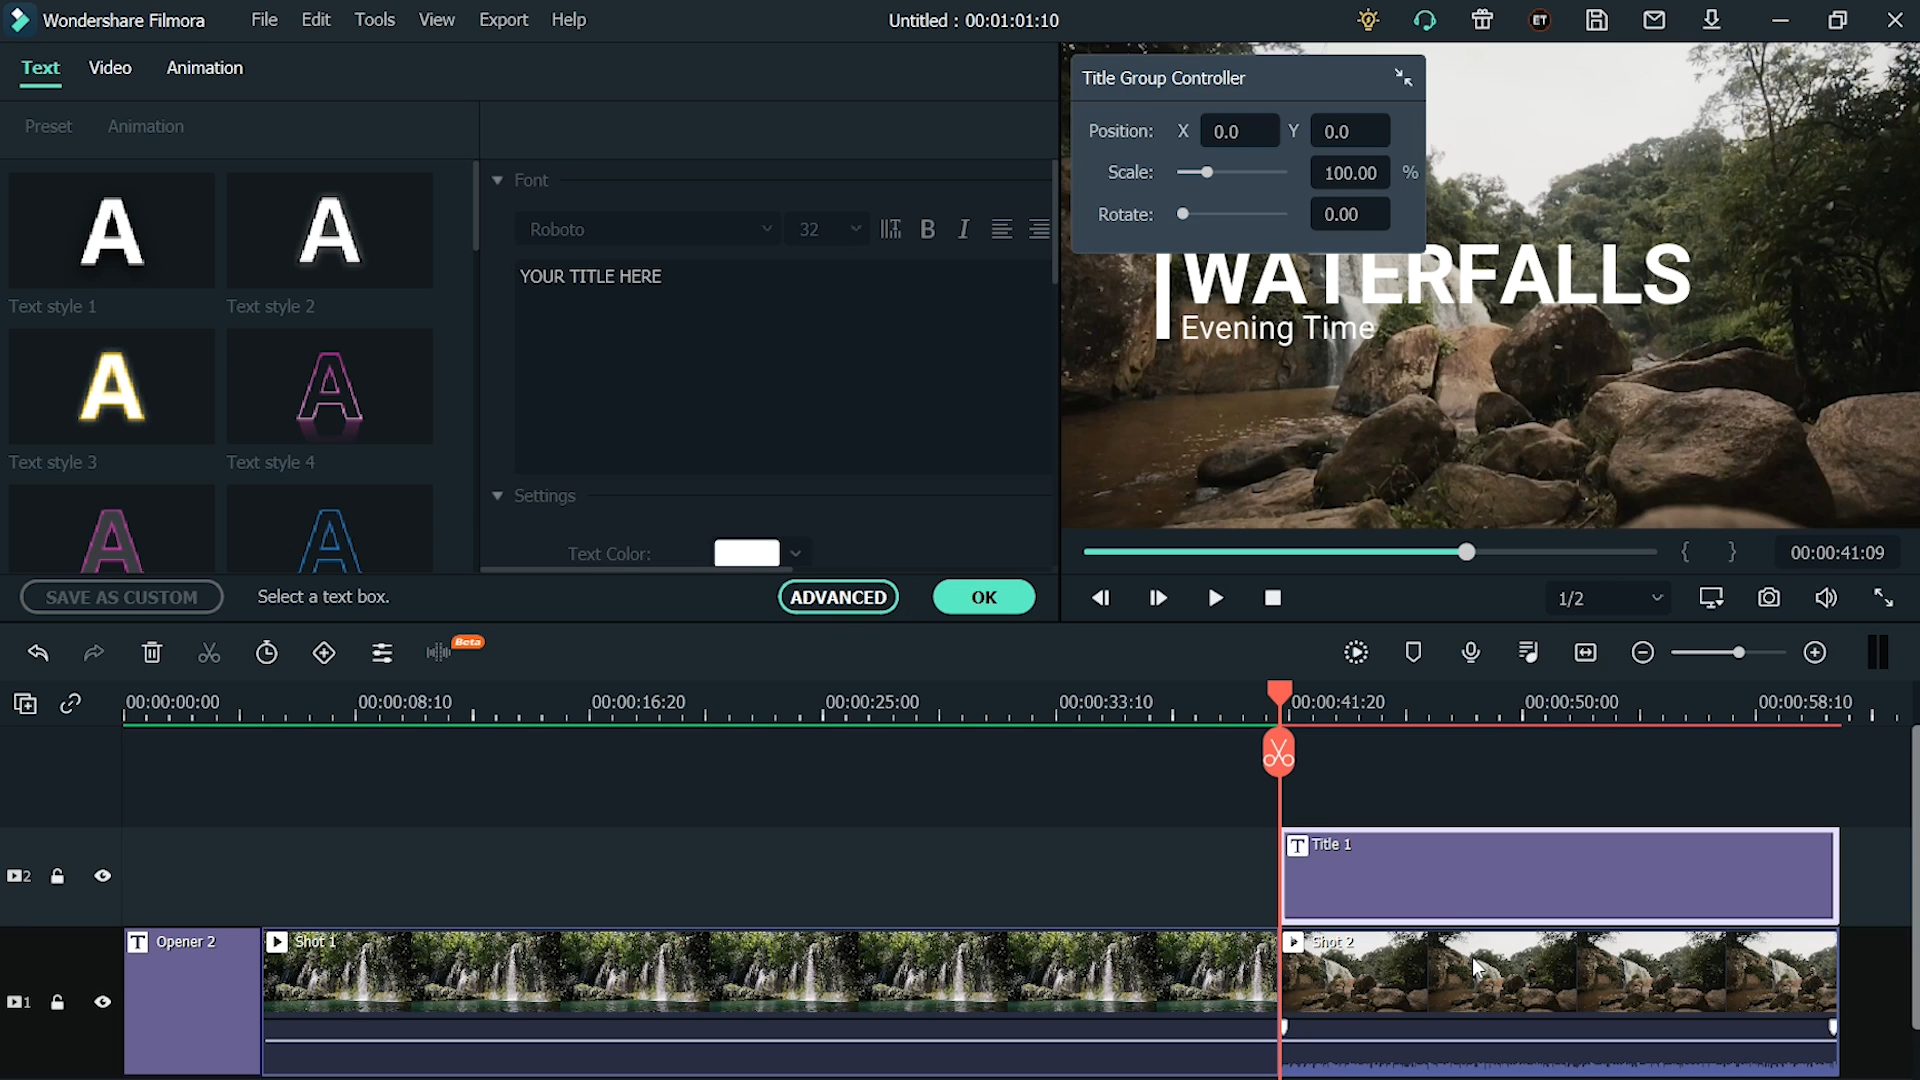 Wondershare Filmora File Edit Tools View Export Help Untitled : 00:01:01:10 ET
Text Video Animation
Preset Animation
A A
Text style 1 Text style 2
A A
Text style 3 Text style 4
A A
Font
Roboto 32 B I
YOUR TITLE HERE
Settings
Text Color:
SAVE AS CUSTOM Select a text box. ADVANCED OK
Title Group Controller
Position: X 0.0 Y 0.0
Scale: 100.00 %
Rotate: 0.00
WATERFALLS
Evening Time
{ } 00:00:41:09
1/2
Beta
00:00:00:00 00:00:08:10 00:00:16:20 00:00:25:00 00:00:33:10 00:00:41:20 00:00:50:00 00:00:58:10
2 T Title 1
T Opener 2 Shot 1 Shot 2
1